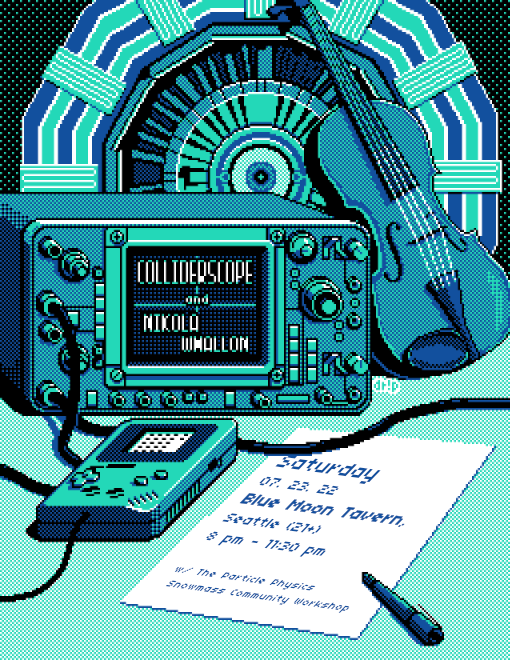 COLLIDERSCOPE
and
NIKOLA
WHALLON
Saturday
07. 23. 22
Blue Moon Tavern,
Seattle (21+)
8 pm - 11:30 pm
w/ The Particle Physics
Snowmass Community Workshop